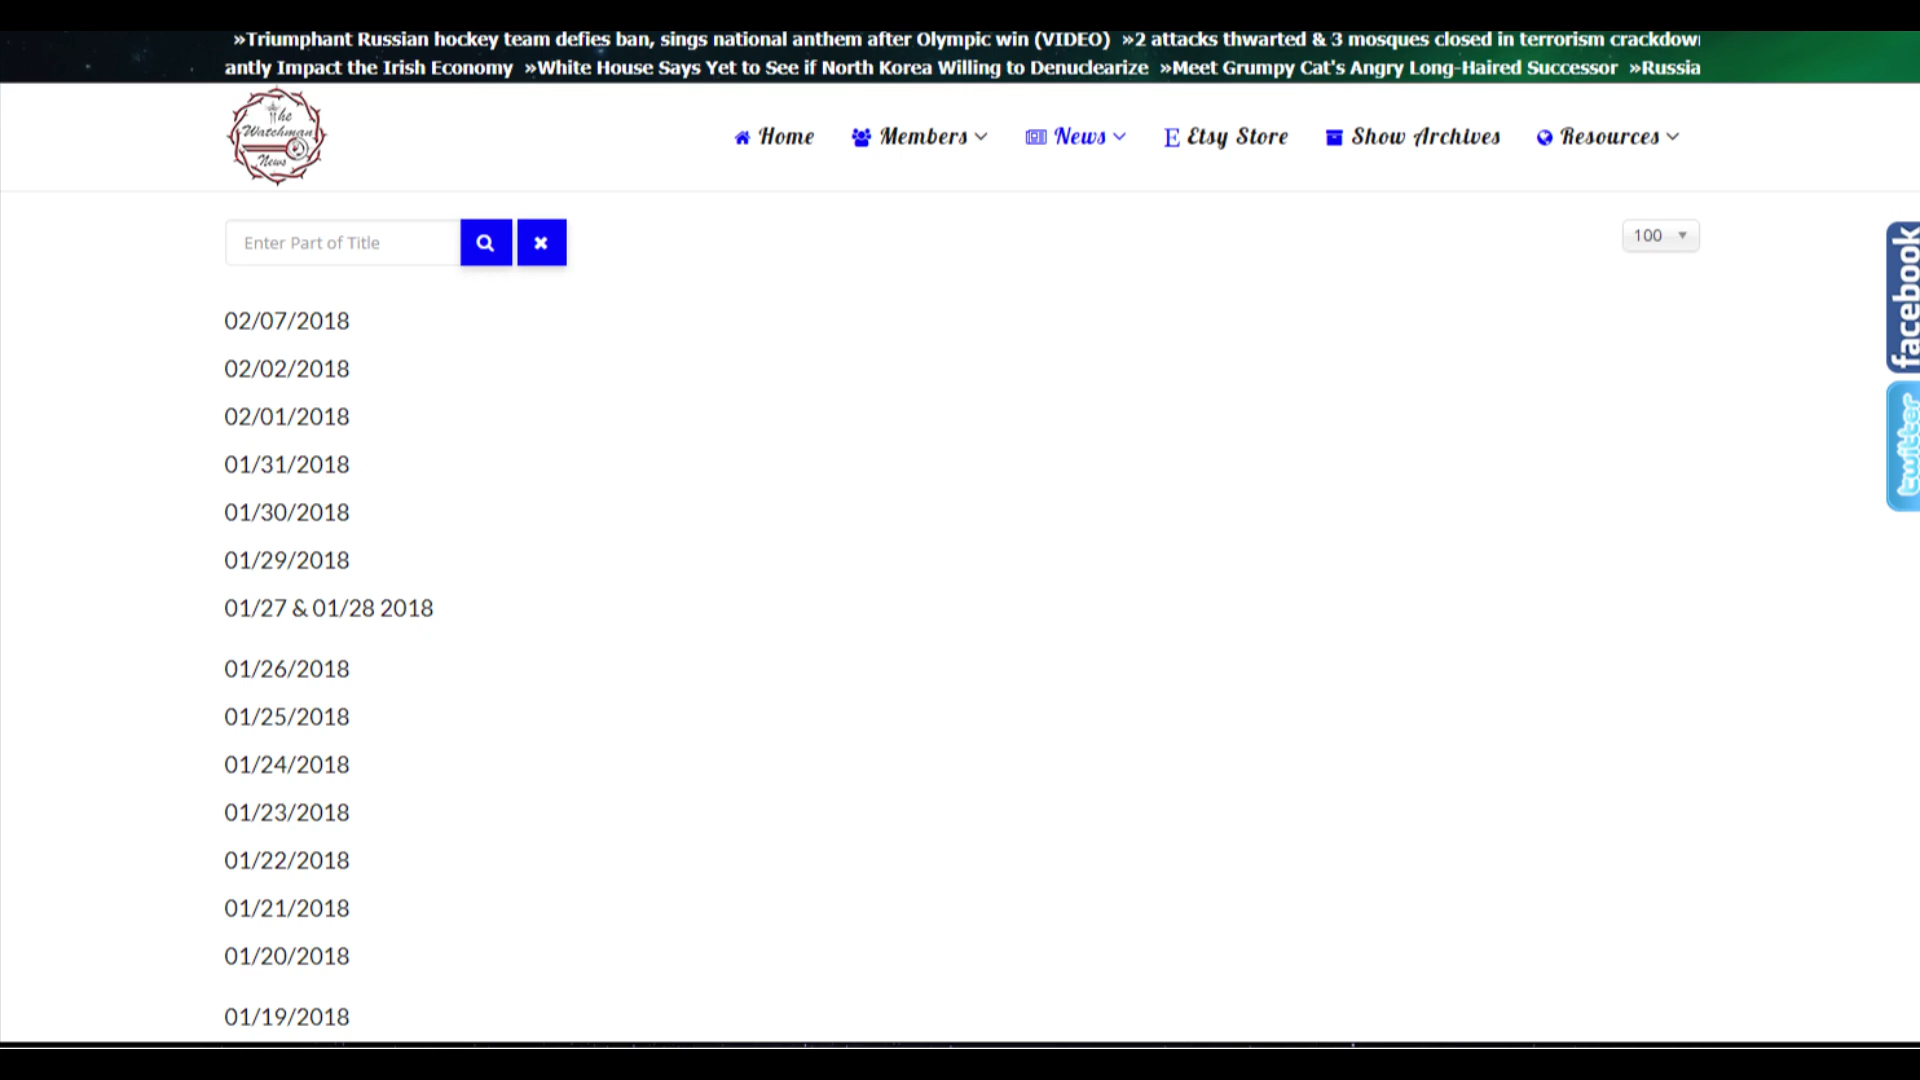 »Triumphant Russian hockey team defies ban, sings national anthem after Olympic win (VIDEO) »2 attacks thwarted & 3 mosques closed in terrorism crackdown
antly Impact the Irish Economy »White House Says Yet to See if North Korea Willing to Denuclearize »Meet Grumpy Cat's Angry Long-Haired Successor »Russia
The
Watchman
News
Home
Members
News
E Etsy Store
Show Archives
Resources
Enter Part of Title
100
facebook
twitter
02/07/2018
02/02/2018
02/01/2018
01/31/2018
01/30/2018
01/29/2018
01/27 & 01/28 2018
01/26/2018
01/25/2018
01/24/2018
01/23/2018
01/22/2018
01/21/2018
01/20/2018
01/19/2018